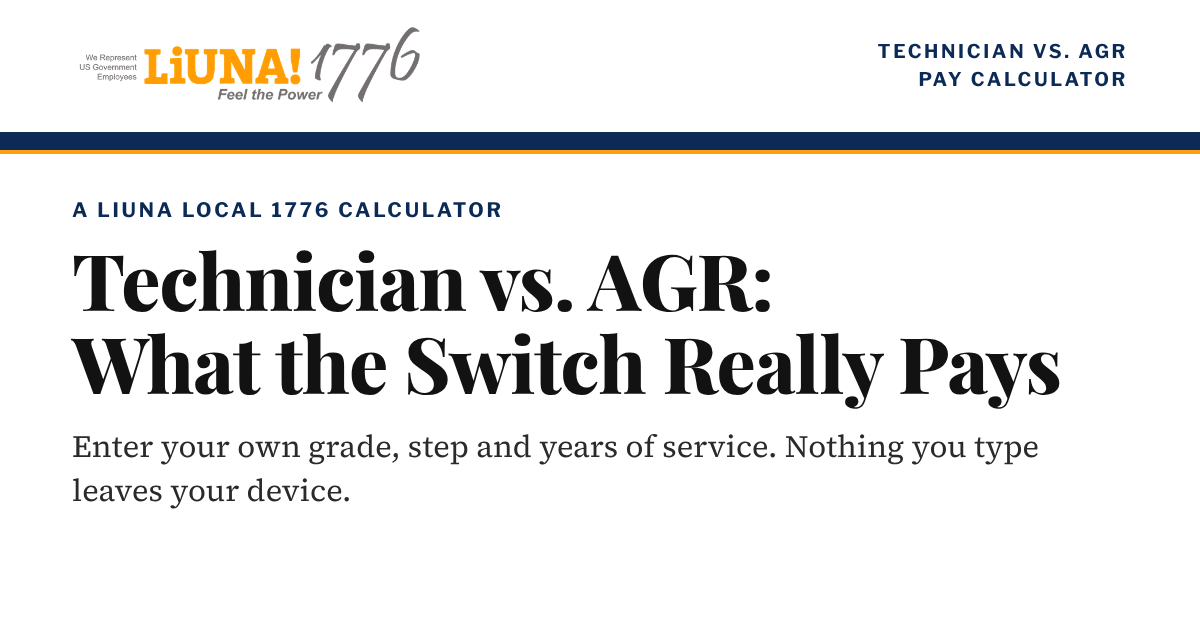 We Represent
US Government
Employees
LiUNA! 1776
Feel the Power
TECHNICIAN VS. AGR
PAY CALCULATOR
A LIUNA LOCAL 1776 CALCULATOR
Technician vs. AGR:
What the Switch Really Pays
Enter your own grade, step and years of service. Nothing you type
leaves your device.